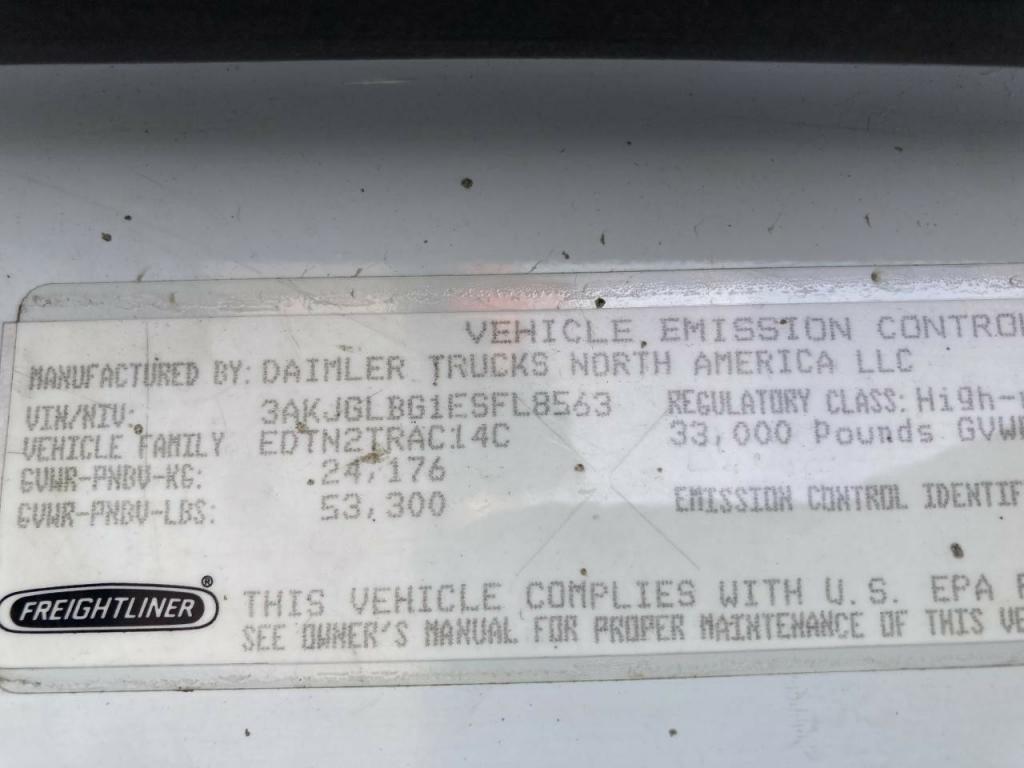 VEHICLE EMISSION CONTROL
MANUFACTURED BY: DAIMLER TRUCKS NORTH AMERICA LLC
VIN/NIV: 3AKJGLBG1ESFL8563 REGULATORY CLASS: High-
VEHICLE FAMILY EDTN2TRAC14C 33,000 Pounds GVW
GVWR-PNBV-KG: 24,176
GVWR-PNBV-LBS: 53,300 EMISSION CONTROL IDENTIF
FREIGHTLINER®
THIS VEHICLE COMPLIES WITH U.S. EPA
SEE OWNER'S MANUAL FOR PROPER MAINTENANCE OF THIS VE